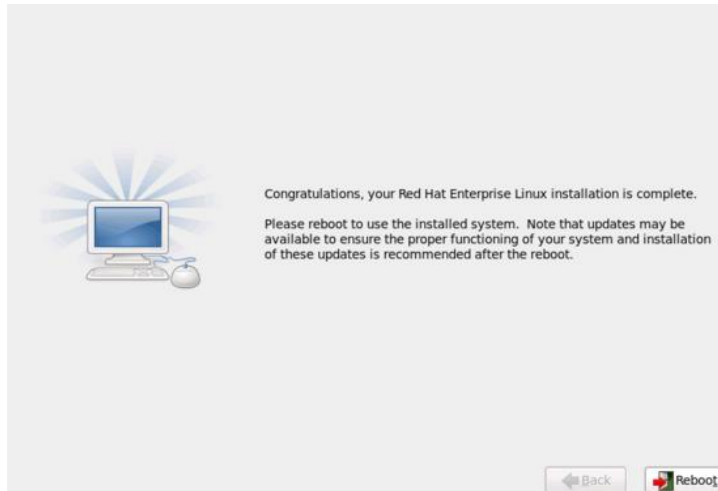 Congratulations, your Red Hat Enterprise Linux installation is complete.
Please reboot to use the installed system. Note that updates may be
available to ensure the proper functioning of your system and installation
of these updates is recommended after the reboot.
Back
Reboot